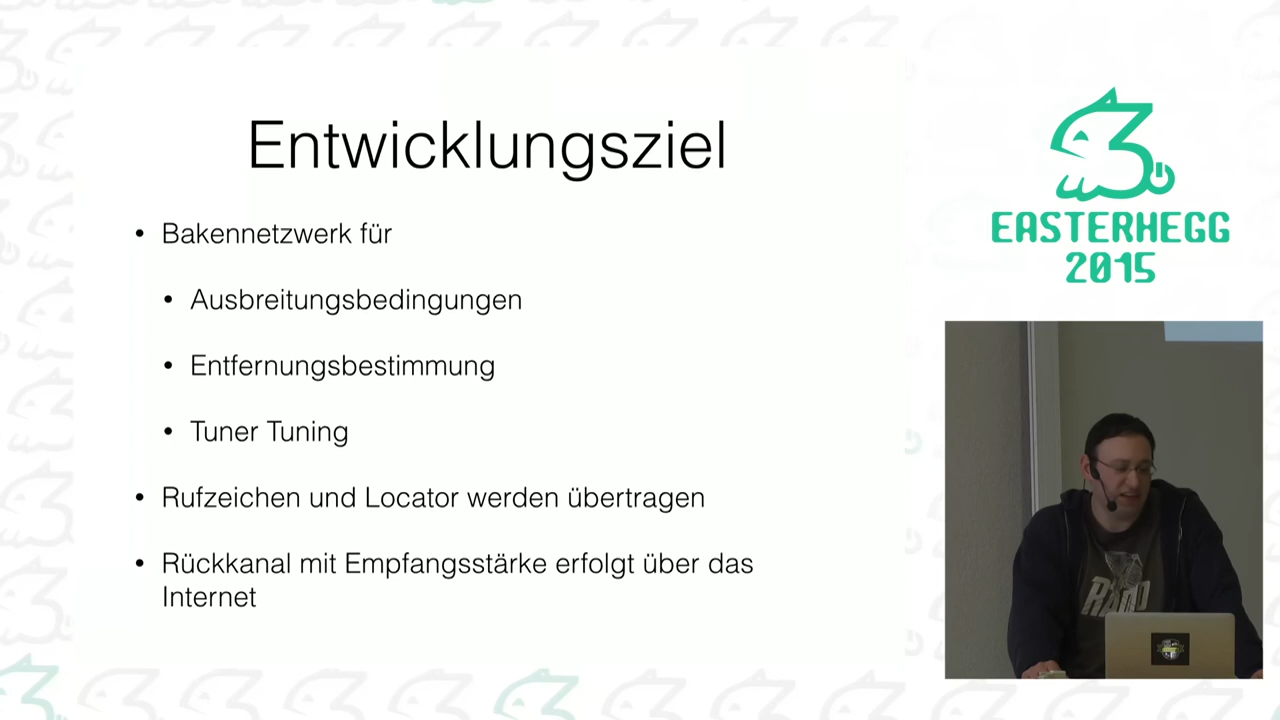 Entwicklungsziel
• Bakennetzwerk für
• Ausbreitungsbedingungen
• Entfernungsbestimmung
• Tuner Tuning
• Rufzeichen und Locator werden übertragen
• Rückkanal mit Empfangsstärke erfolgt über das
Internet
EASTERHEGG
2015
RADIO